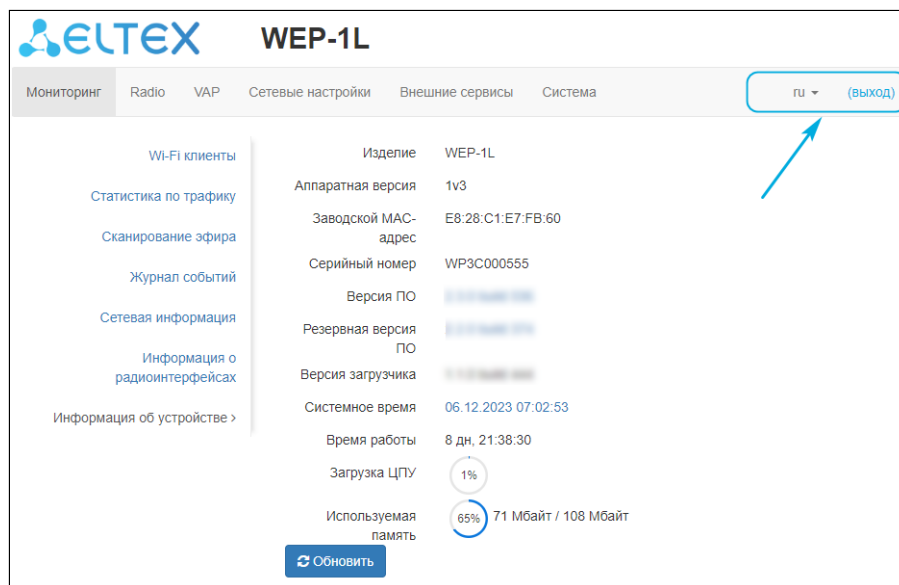 ELTEX WEP-1L
Мониторинг Radio VAP Сетевые настройки Внешние сервисы Система ru (выход)
Wi-Fi клиенты
Статистика по трафику
Сканирование эфира
Журнал событий
Сетевая информация
Информация о
радиоинтерфейсах
Информация об устройстве >
Изделие WEP-1L
Аппаратная версия 1v3
Заводской MAC- E8:28:C1:E7:FB:60
адрес
Серийный номер WP3C000555
Версия ПО
Резервная версия
ПО
Версия загрузчика
Системное время 06.12.2023 07:02:53
Время работы 8 дн, 21:38:30
Загрузка ЦПУ 1%
Используемая 65% 71 Мбайт / 108 Мбайт
память
Обновить